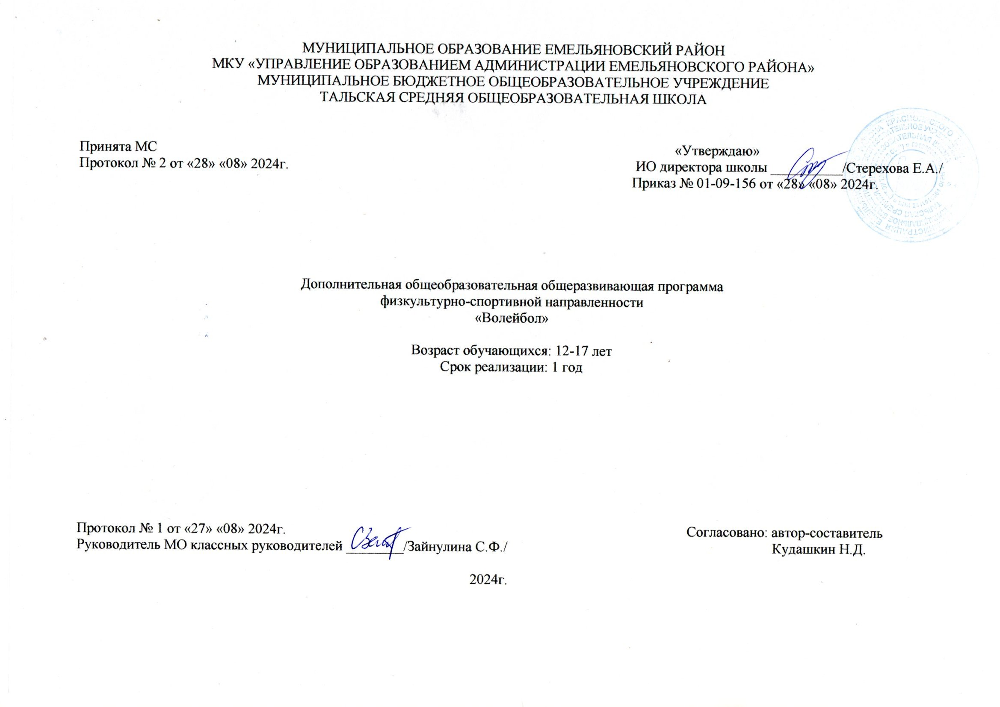 МУНИЦИПАЛЬНОЕ ОБРАЗОВАНИЕ ЕМЕЛЬЯНОВСКИЙ РАЙОН
МКУ «УПРАВЛЕНИЕ ОБРАЗОВАНИЕМ АДМИНИСТРАЦИИ ЕМЕЛЬЯНОВСКОГО РАЙОНА»
МУНИЦИПАЛЬНОЕ БЮДЖЕТНОЕ ОБЩЕОБРАЗОВАТЕЛЬНОЕ УЧРЕЖДЕНИЕ
ТАЛЬСКАЯ СРЕДНЯЯ ОБЩЕОБРАЗОВАТЕЛЬНАЯ ШКОЛА
Принята МС
Протокол № 2 от «28» «08» 2024г.
«Утверждаю»
ИО директора школы __________/Стерехова Е.А./
Приказ № 01-09-156 от «28» «08» 2024г.
Дополнительная общеобразовательная общеразвивающая программа
физкультурно-спортивной направленности
«Волейбол»
Возраст обучающихся: 12-17 лет
Срок реализации: 1 год
Протокол № 1 от «27» «08» 2024г.
Руководитель МО классных руководителей ________/Зайнулина С.Ф./
Согласовано: автор-составитель
Кудашкин Н.Д.
2024г.